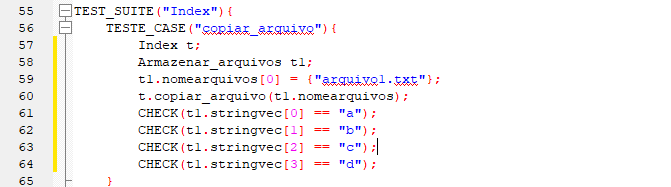 55 TEST_SUITE("Index"){
56 TESTE_CASE("copiar_arquivo"){
57 Index t;
58 Armazenar_arquivos t1;
59 t1.nomearquivos[0] = {"arquivo1.txt"};
60 t.copiar_arquivo(t1.nomearquivos);
61 CHECK(t1.stringvec[0] == "a");
62 CHECK(t1.stringvec[1] == "b");
63 CHECK(t1.stringvec[2] == "c");
64 CHECK(t1.stringvec[3] == "d");
65 }